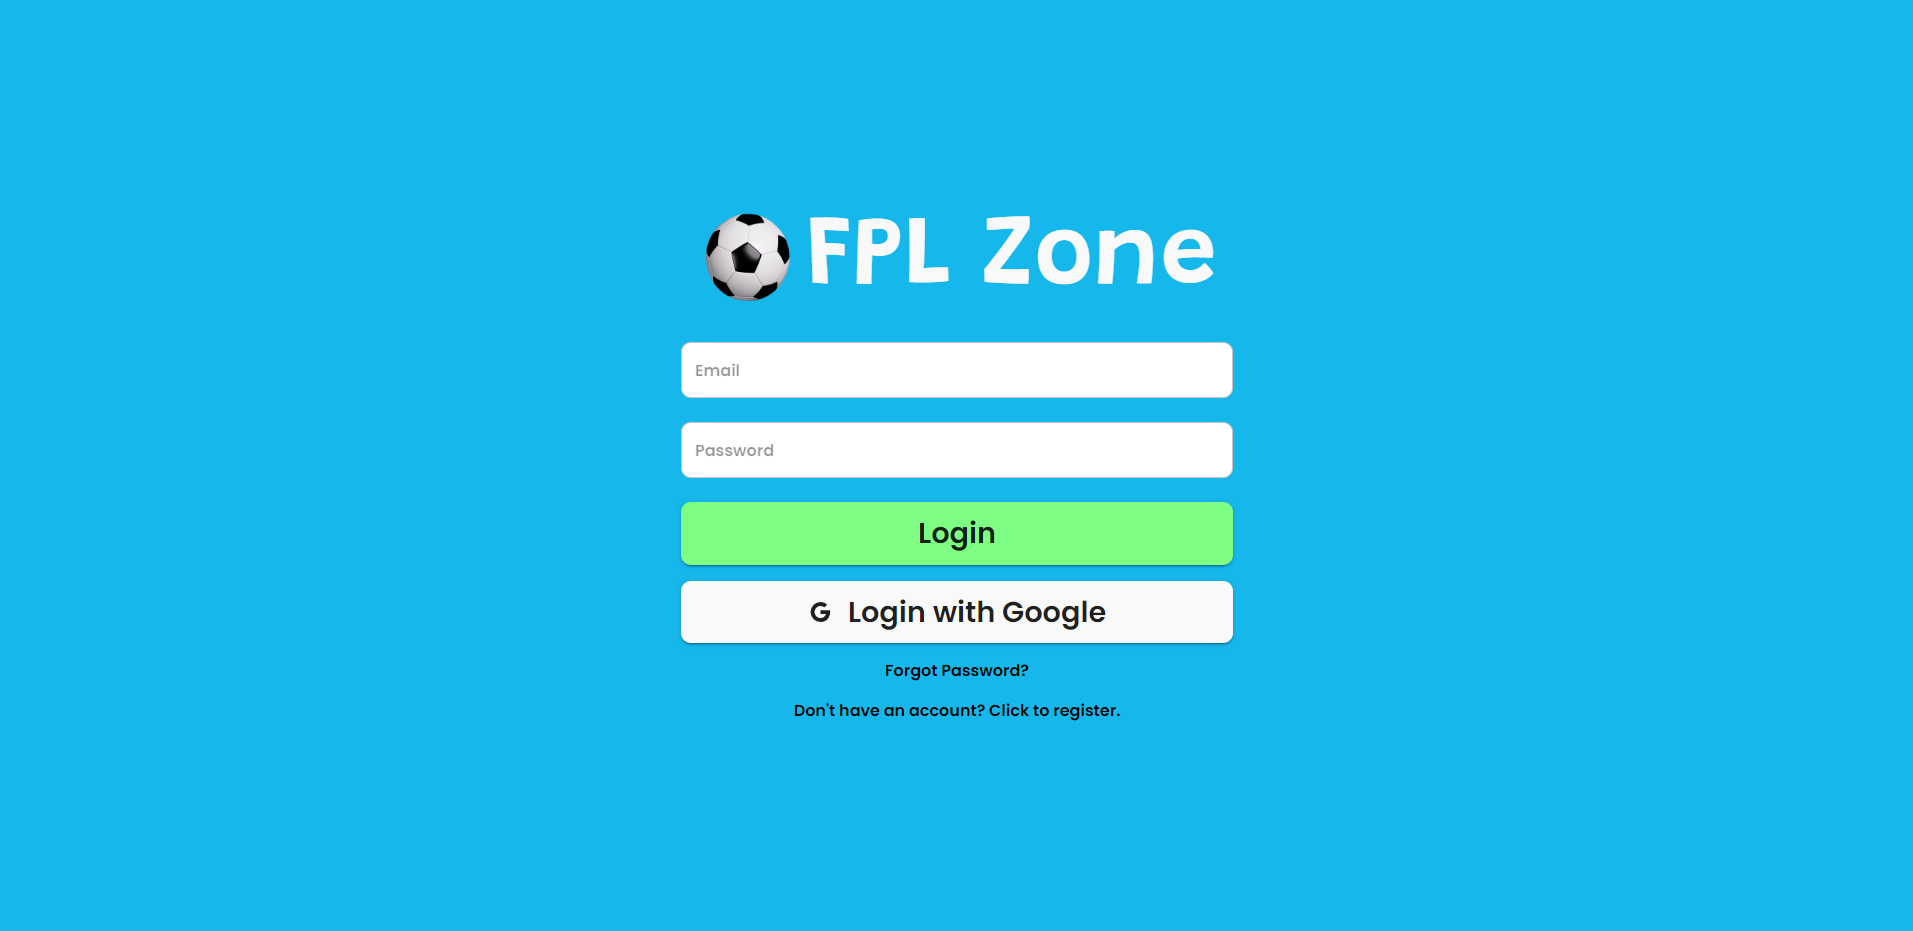 FPL Zone
Email
Password
Login
Login with Google
Forgot Password?
Don't have an account? Click to register.